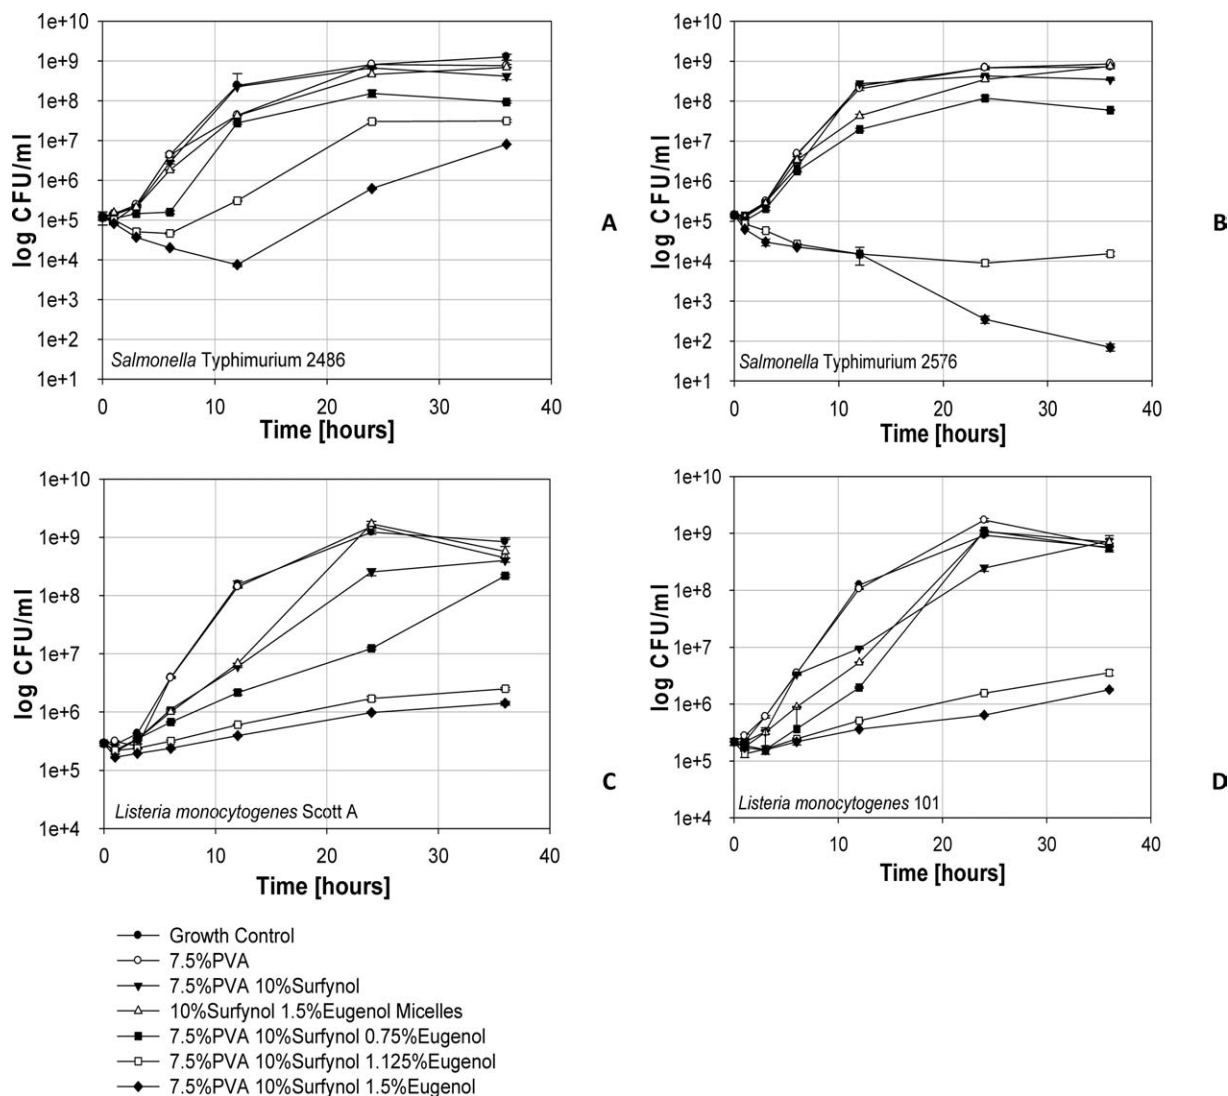 1e+10
1e+9
1e+8
1e+7
1e+6
1e+5
1e+4
1e+3
1e+2
1e+1
log CFU/ml
Salmonella Typhimurium 2486
0 10 20 30 40
Time [hours]
A
1e+10
1e+9
1e+8
1e+7
1e+6
1e+5
1e+4
1e+3
1e+2
1e+1
log CFU/ml
Salmonella Typhimurium 2576
0 10 20 30 40
Time [hours]
B
1e+10
1e+9
1e+8
1e+7
1e+6
1e+5
1e+4
log CFU/ml
Listeria monocytogenes Scott A
0 10 20 30 40
Time [hours]
C
1e+10
1e+9
1e+8
1e+7
1e+6
1e+5
1e+4
log CFU/ml
Listeria monocytogenes 101
0 10 20 30 40
Time [hours]
D
Growth Control
7.5%PVA
7.5%PVA 10%Surfynol
10%Surfynol 1.5%Eugenol Micelles
7.5%PVA 10%Surfynol 0.75%Eugenol
7.5%PVA 10%Surfynol 1.125%Eugenol
7.5%PVA 10%Surfynol 1.5%Eugenol